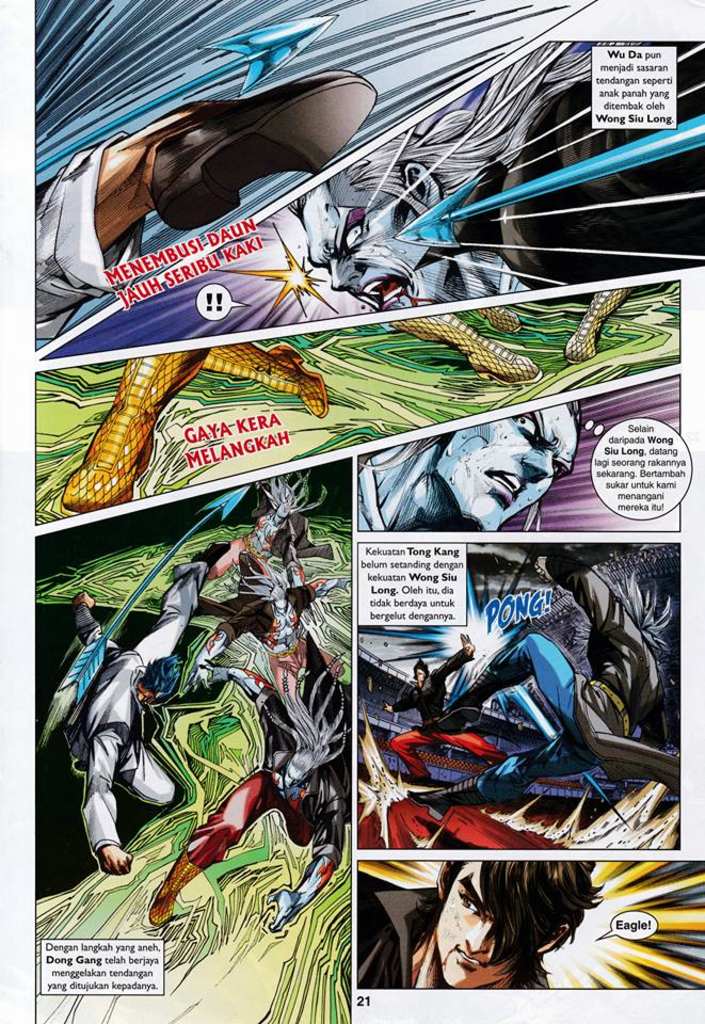 Wu Da pun
menjadi sasaran
tendangan seperti
anak panah yang
ditembak oleh
Wong Siu Long.
MENEMBUSI DAUN
JAUH SERIBU KAKI
!!
GAYA KERA
MELANGKAH
Selain
daripada Wong
Siu Long, datang
lagi seorang rakannya
sekarang. Bertambah
sukar untuk kami
menangani
mereka itu!
Kekuatan Tong Kang
belum setanding dengan
kekuatan Wong Siu
Long. Oleh itu, dia
tidak berdaya untuk
bergelut dengannya.
PONG!
Dengan langkah yang aneh,
Dong Gang telah berjaya
menggelakan tendangan
yang ditujukan kepadanya.
Eagle!
21